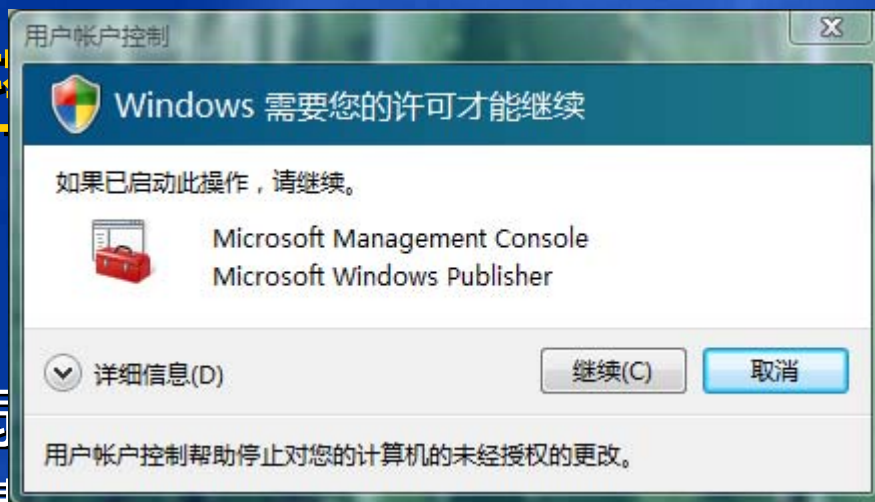 用户帐户控制
Windows 需要您的许可才能继续
如果已启动此操作，请继续。
Microsoft Management Console
Microsoft Windows Publisher
详细信息(D)
继续(C)
取消
用户帐户控制帮助停止对您的计算机的未经授权的更改。